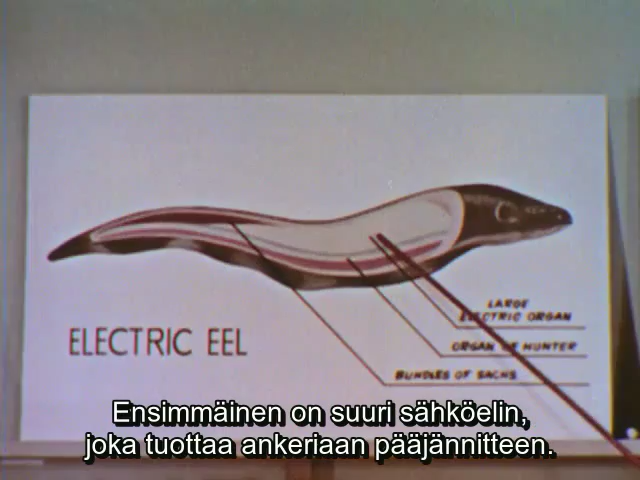 LARGE
ELECTRIC ORGAN
ORGAN OF HUNTER
ELECTRIC EEL
BUNDLES OF SACHS
Ensimmäinen on suuri sähköelin,
joka tuottaa ankeriaan pääjännitteen.